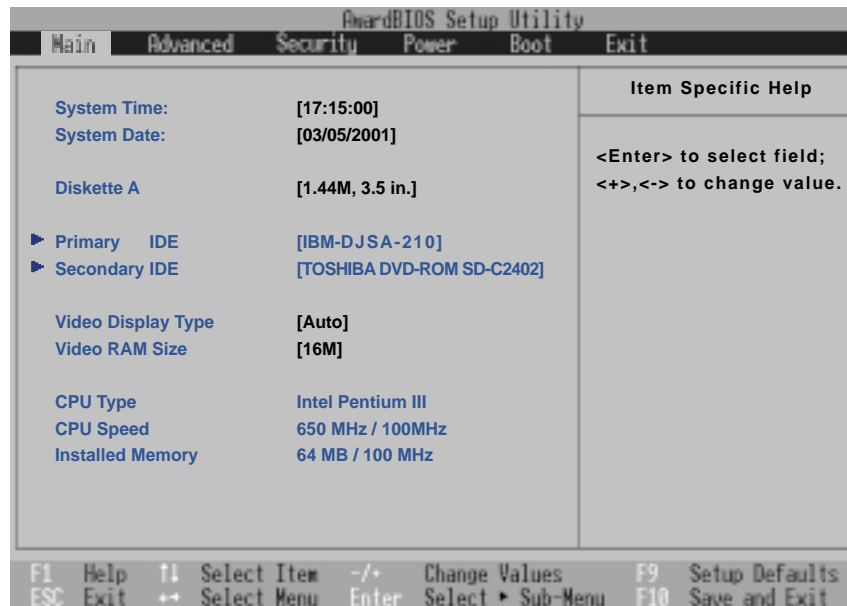 AwardBIOS Setup Utility
Main Advanced Security Power Boot Exit
Item Specific Help
System Time: [17:15:00]
System Date: [03/05/2001]
<Enter> to select field;
<+>,<-> to change value.
Diskette A [1.44M, 3.5 in.]
Primary IDE [IBM-DJSA-210]
Secondary IDE [TOSHIBA DVD-ROM SD-C2402]
Video Display Type [Auto]
Video RAM Size [16M]
CPU Type Intel Pentium III
CPU Speed 650 MHz / 100MHz
Installed Memory 64 MB / 100 MHz
F1 Help ↑↓ Select Item -/+ Change Values F9 Setup Defaults
ESC Exit ←→ Select Menu Enter Select ► Sub-Menu F10 Save and Exit